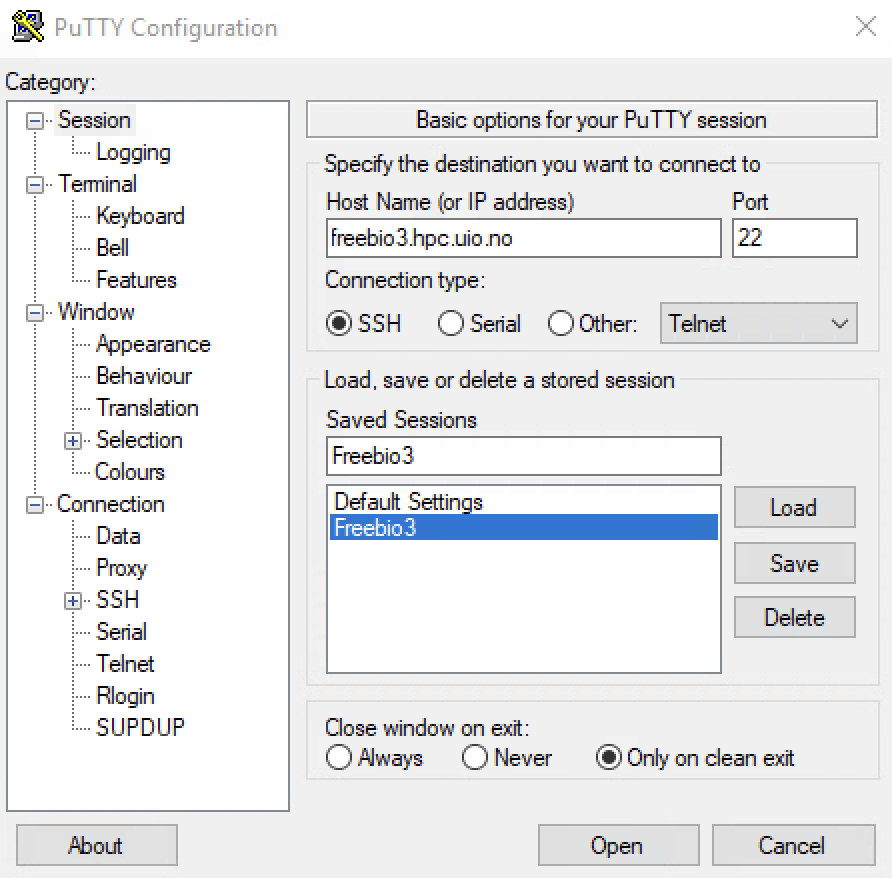 PuTTY Configuration
Category:
Session
Logging
Terminal
Keyboard
Bell
Features
Window
Appearance
Behaviour
Translation
Selection
Colours
Connection
Data
Proxy
SSH
Serial
Telnet
Rlogin
SUPDUP
Basic options for your PuTTY session
Specify the destination you want to connect to
Host Name (or IP address) Port
freebio3.hpc.uio.no 22
Connection type:
SSH Serial Other: Telnet
Load, save or delete a stored session
Saved Sessions
Freebio3
Default Settings
Freebio3
Load
Save
Delete
Close window on exit:
Always Never Only on clean exit
About Open Cancel